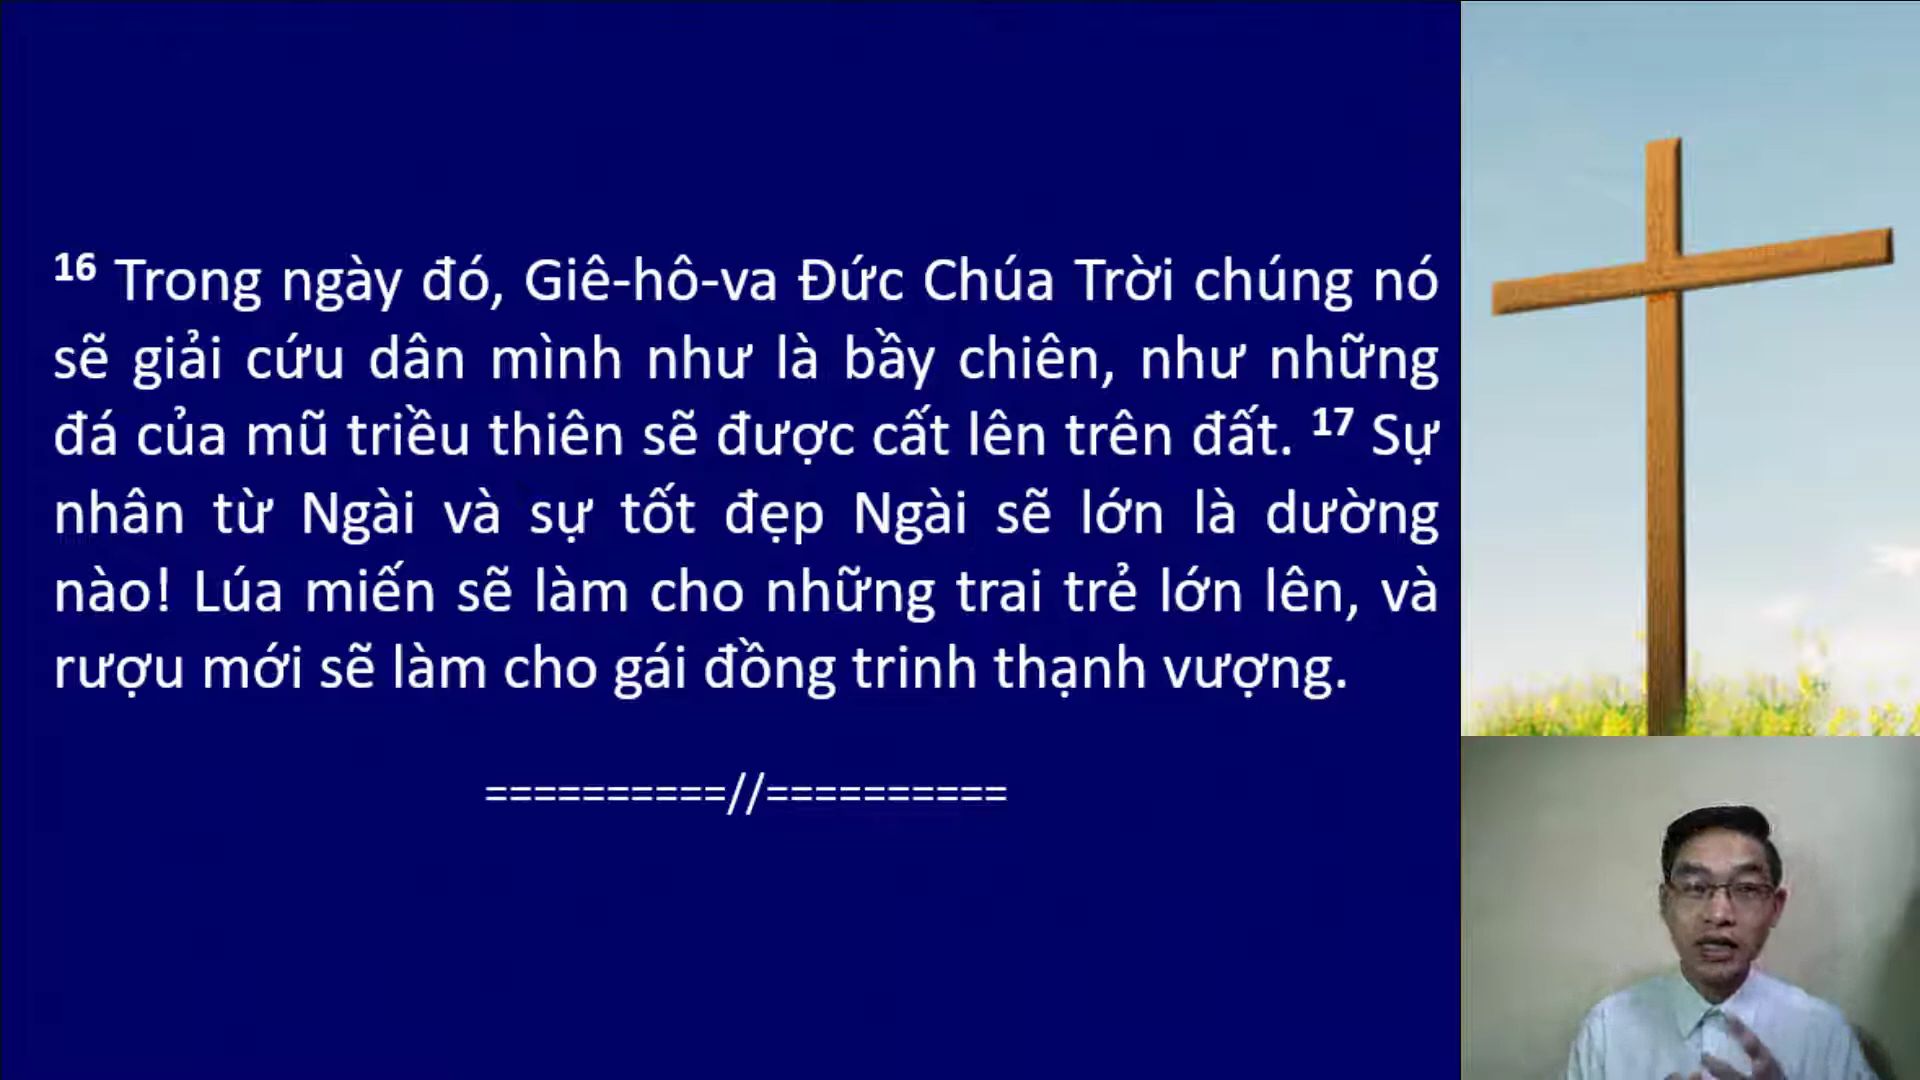 16 Trong ngày đó, Giê-hô-va Đức Chúa Trời chúng nó
sẽ giải cứu dân mình như là bầy chiên, như những
đá của mũ triều thiên sẽ được cất lên trên đất. 17 Sự
nhân từ Ngài và sự tốt đẹp Ngài sẽ lớn là dường
nào! Lúa miến sẽ làm cho những trai trẻ lớn lên, và
rượu mới sẽ làm cho gái đồng trinh thạnh vượng.
==========//==========